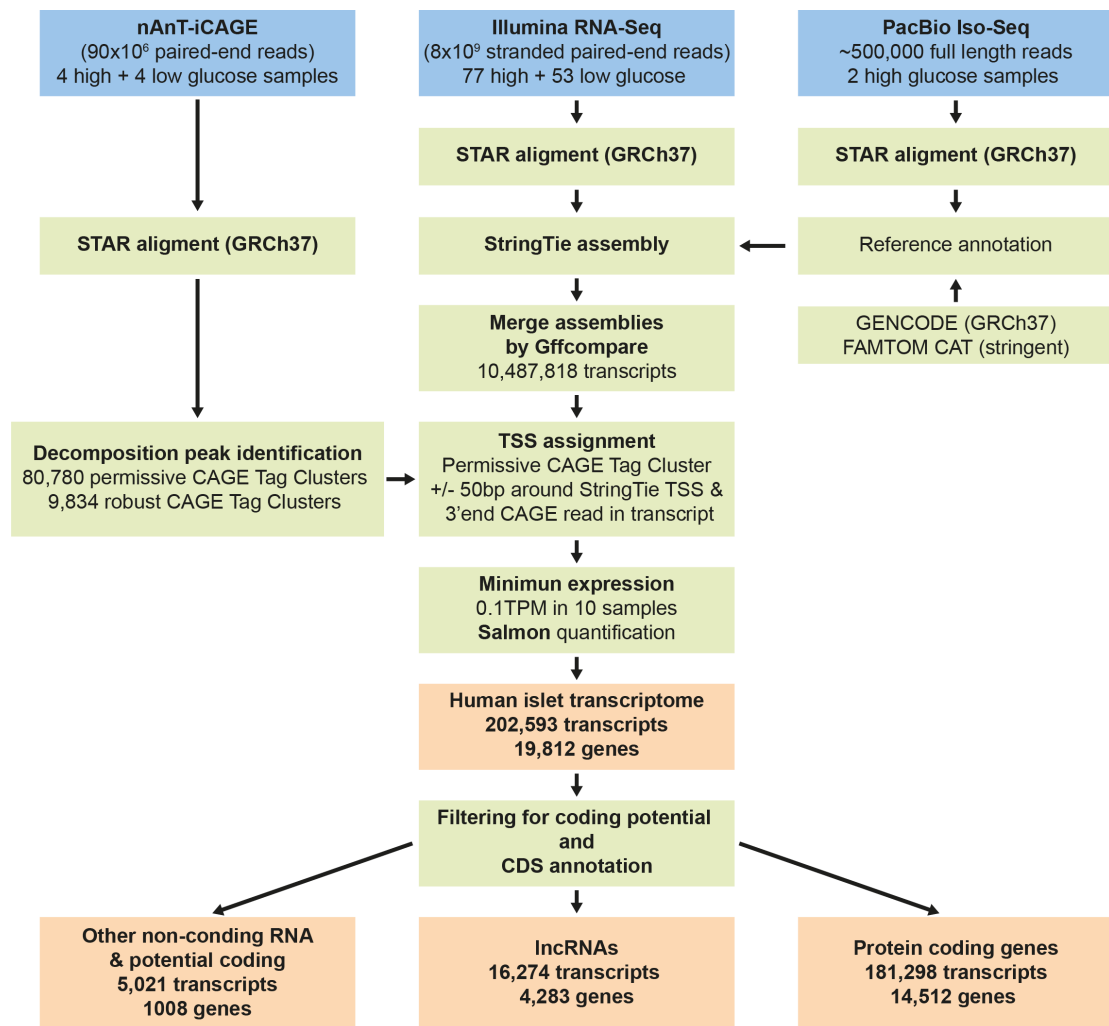 nAnT-iCAGE
(90x10⁶ paired-end reads)
4 high + 4 low glucose samples
Illumina RNA-Seq
(8x10⁹ stranded paired-end reads)
77 high + 53 low glucose
PacBio Iso-Seq
~500,000 full length reads
2 high glucose samples
STAR aligment (GRCh37)
STAR aligment (GRCh37)
STAR aligment (GRCh37)
StringTie assembly
Reference annotation
Merge assemblies
by Gffcompare
10,487,818 transcripts
GENCODE (GRCh37)
FAMTOM CAT (stringent)
Decomposition peak identification
80,780 permissive CAGE Tag Clusters
9,834 robust CAGE Tag Clusters
TSS assignment
Permissive CAGE Tag Cluster
+/- 50bp around StringTie TSS &
3'end CAGE read in transcript
Minimun expression
0.1TPM in 10 samples
Salmon quantification
Human islet transcriptome
202,593 transcripts
19,812 genes
Filtering for coding potential
and
CDS annotation
Other non-conding RNA
& potential coding
5,021 transcripts
1008 genes
lncRNAs
16,274 transcripts
4,283 genes
Protein coding genes
181,298 transcripts
14,512 genes